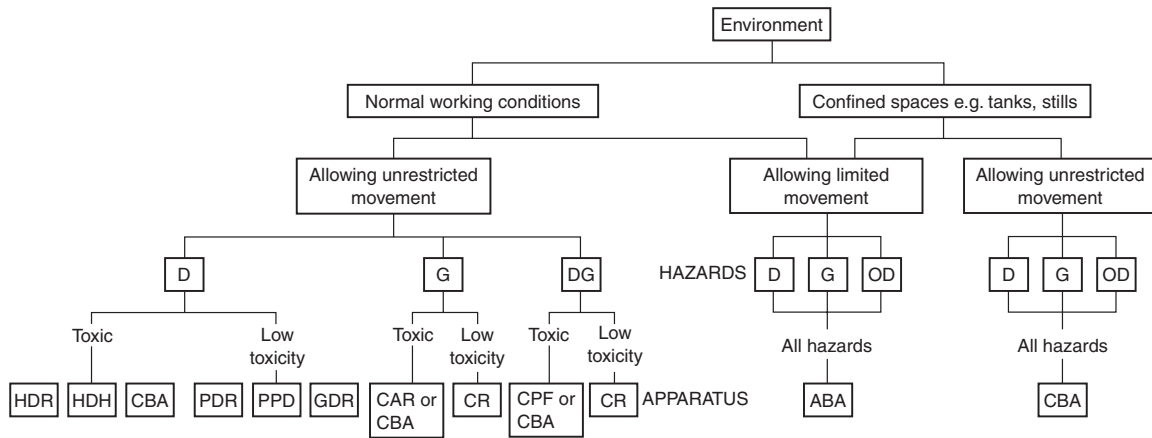 Environment
Normal working conditions
Confined spaces e.g. tanks, stills
Allowing unrestricted
movement
Allowing limited
movement
Allowing unrestricted
movement
D
G
DG
HAZARDS
D
G
OD
D
G
OD
Toxic
Low
toxicity
Toxic
Low
toxicity
Toxic
Low
toxicity
All hazards
All hazards
HDR
HDH
CBA
PDR
PPD
GDR
CAR or
CBA
CR
CPF or
CBA
CR
APPARATUS
ABA
CBA